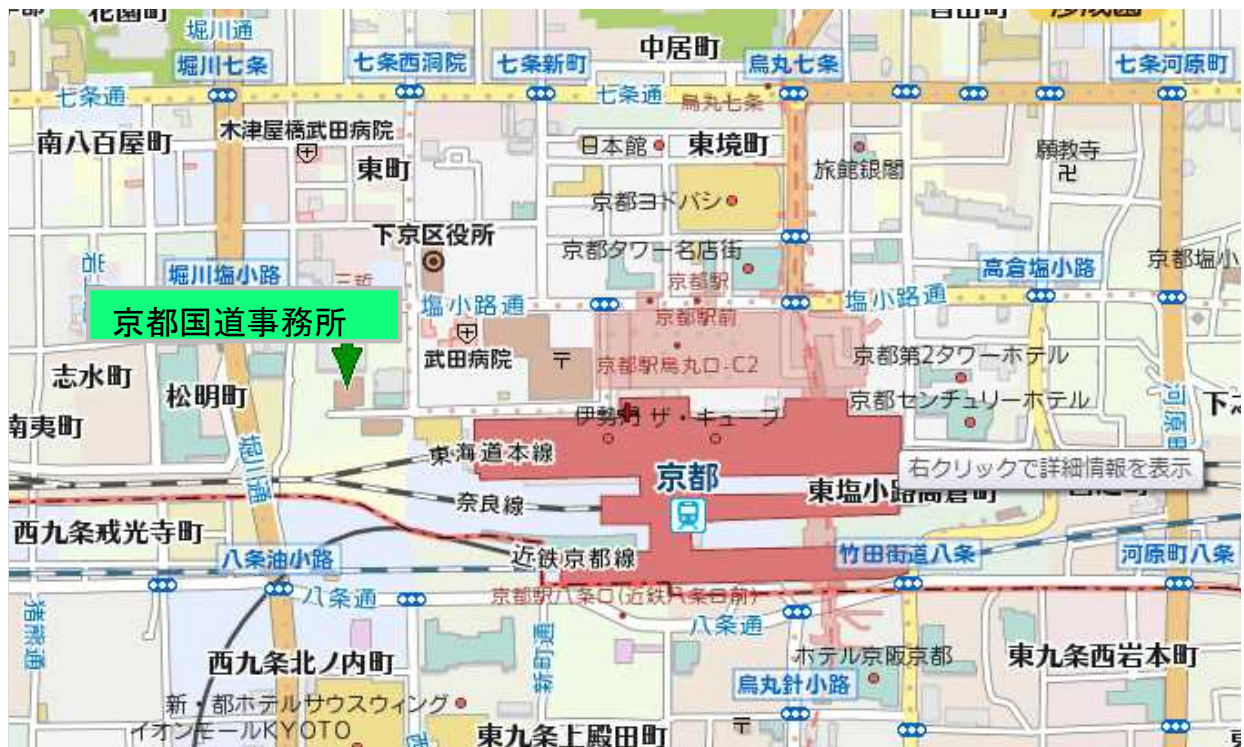 花園町
堀川通
中居町
堀川七条
七条西洞院
七条新町
烏丸七条
七条河原町
七条通
七条通
烏丸七条
南八百屋町
木津屋橋武田病院
東町
日本館
東境町
旅館銀閣
願教寺
卍
京都ヨドバシ
下京区役所
京都タワー名店街
堀川塩小路
三哲
京都駅
高倉塩小路
京都塩小
塩小路通
塩小路通
京都国道事務所
京都駅前
武田病院
〒
京都駅烏丸口-C2
京都第2タワーホテル
志水町
松明町
京都センチュリーホテル
南夷町
伊勢丹 ザ・キューブ
堀川通
東海道本線
京都
右クリックで詳細情報を表示
奈良線
東塩小路高倉町
西九条戒光寺町
八条油小路
近鉄京都線
竹田街道八条
河原町八条
八条通
京都駅八条口(近鉄八条口前)
猪熊通
八条通
新町通
西九条北ノ内町
ホテル京阪京都
東九条西岩本町
烏丸針小路
新・都ホテルサウスウィング
イオンモールKYOTO
東九条上殿田町
〒